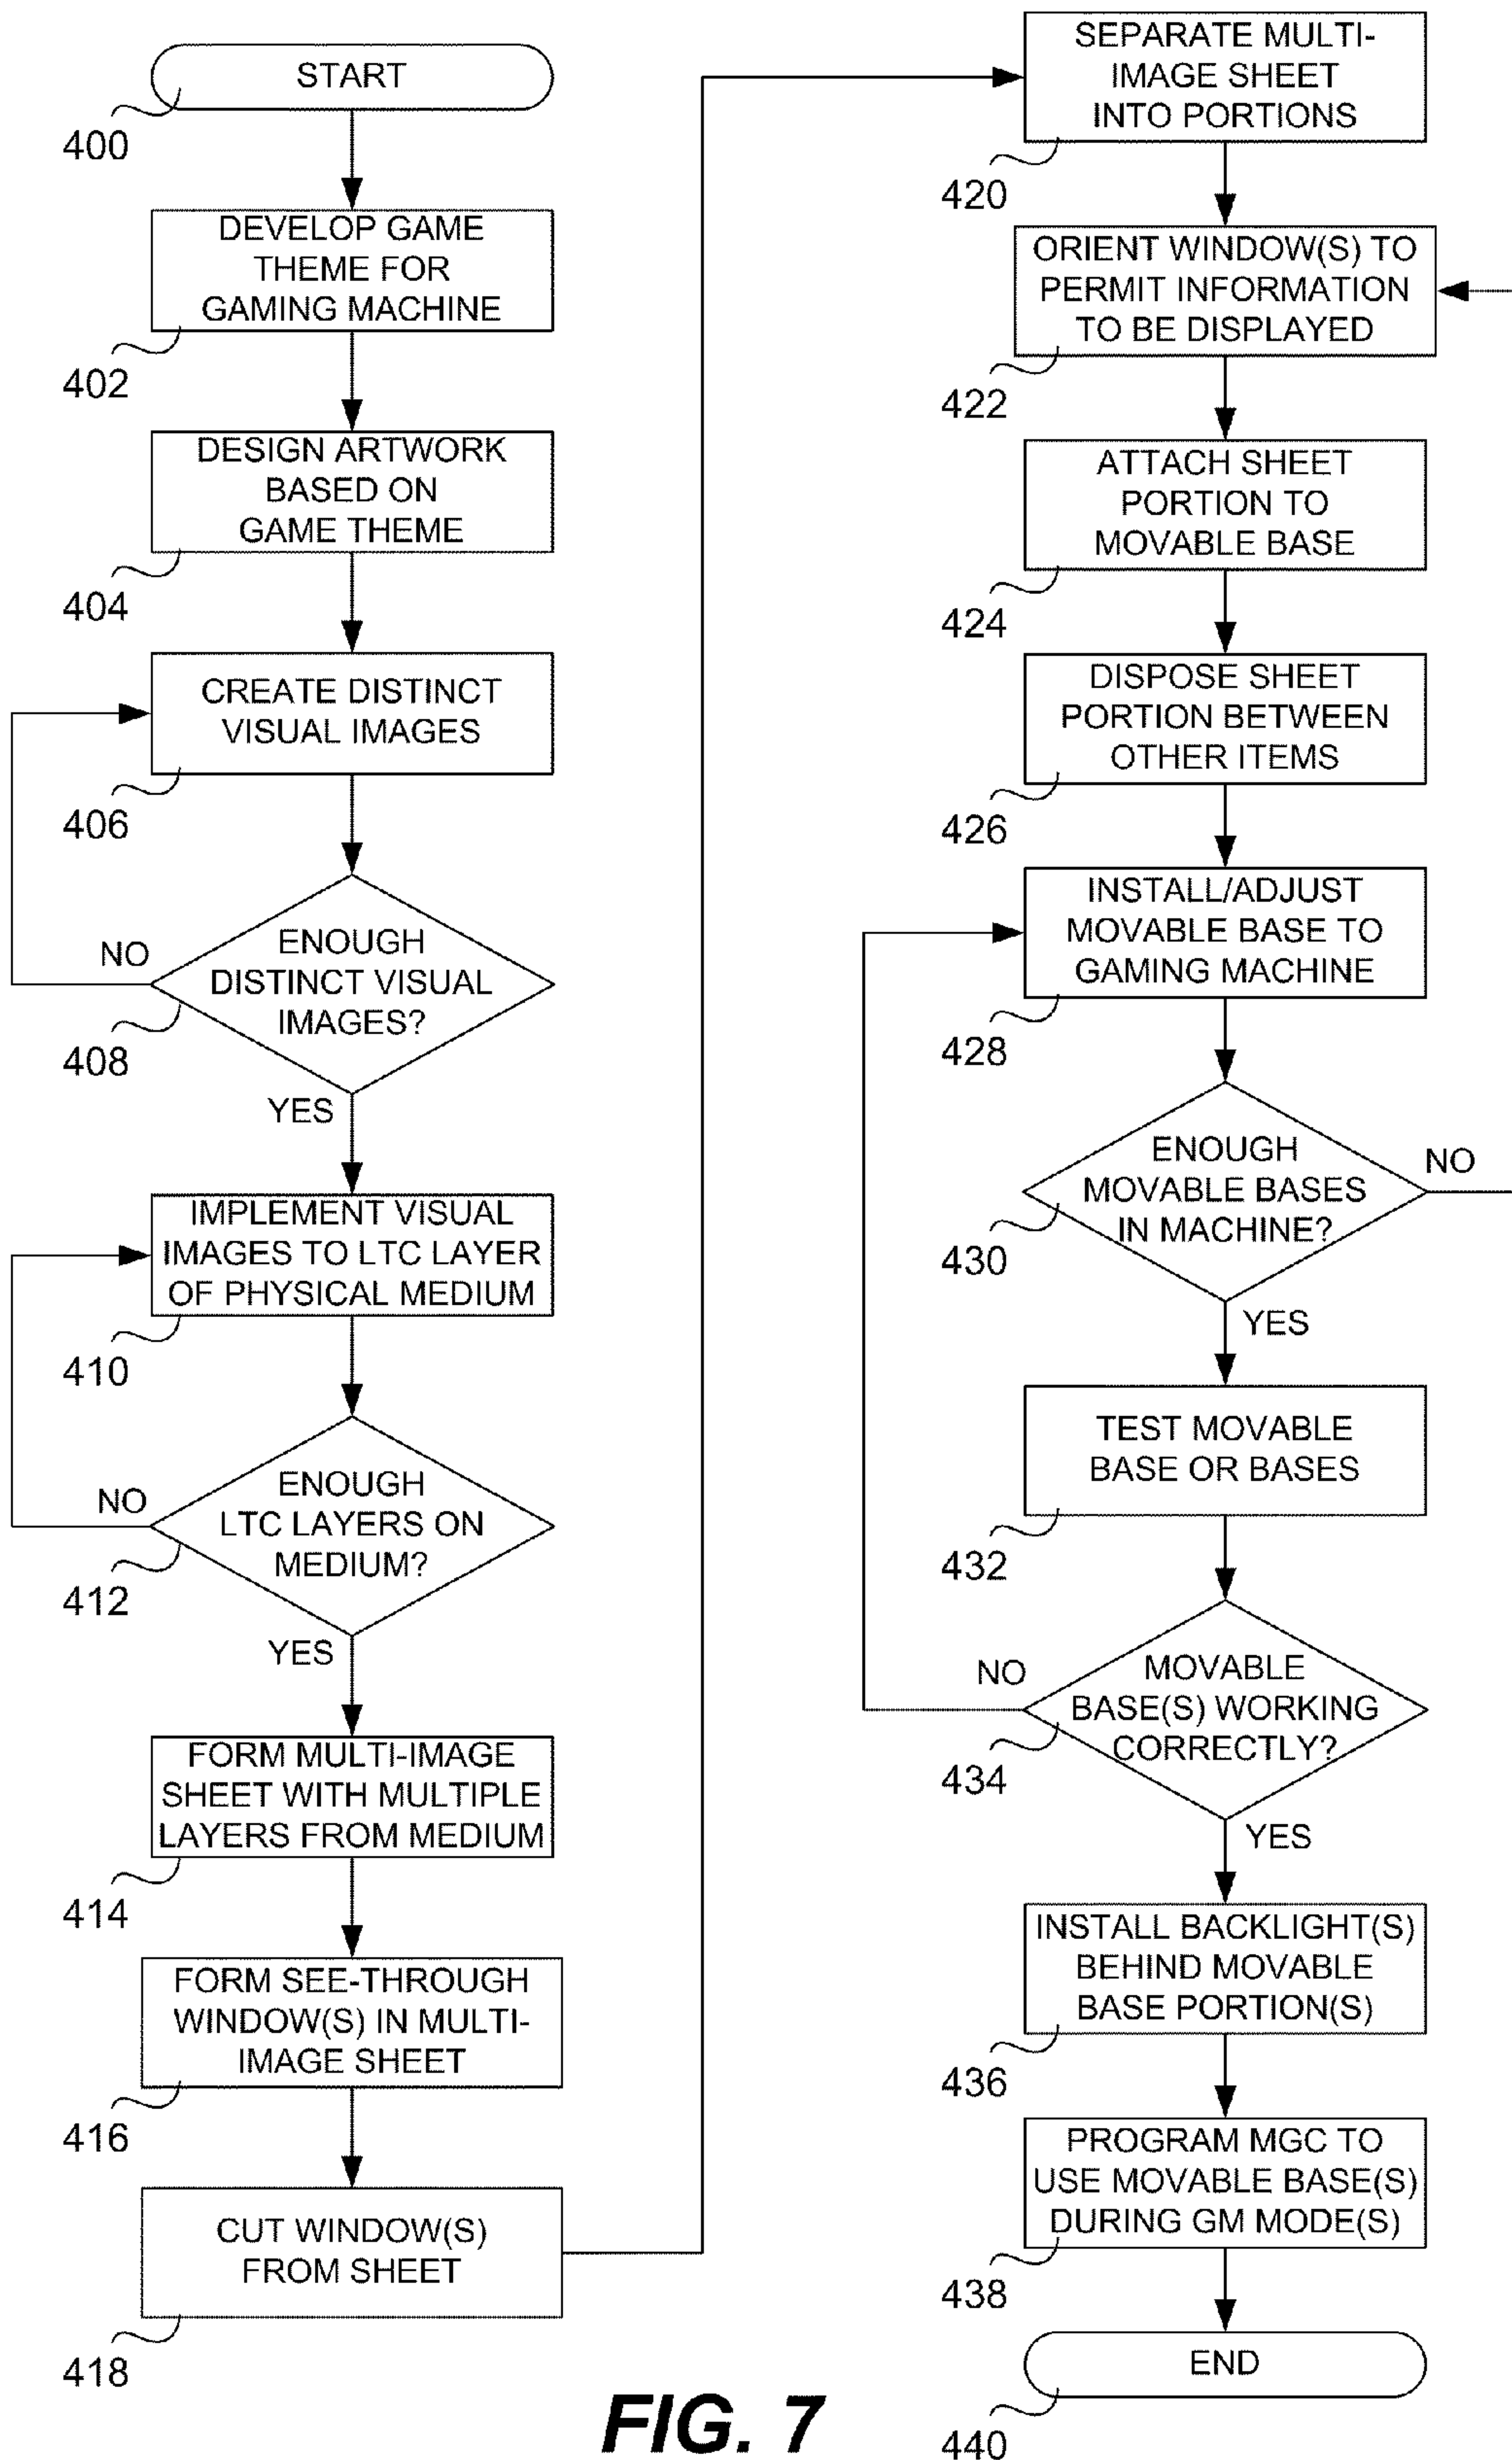 START
400
DEVELOP GAME
THEME FOR
GAMING MACHINE
402
DESIGN ARTWORK
BASED ON
GAME THEME
404
CREATE DISTINCT
VISUAL IMAGES
406
ENOUGH
DISTINCT VISUAL
IMAGES?
NO
408
YES
IMPLEMENT VISUAL
IMAGES TO LTC LAYER
OF PHYSICAL MEDIUM
410
ENOUGH
LTC LAYERS ON
MEDIUM?
NO
412
YES
FORM MULTI-IMAGE
SHEET WITH MULTIPLE
LAYERS FROM MEDIUM
414
FORM SEE-THROUGH
WINDOW(S) IN MULTI-
IMAGE SHEET
416
CUT WINDOW(S)
FROM SHEET
418
SEPARATE MULTI-
IMAGE SHEET
INTO PORTIONS
420
ORIENT WINDOW(S) TO
PERMIT INFORMATION
TO BE DISPLAYED
422
ATTACH SHEET
PORTION TO
MOVABLE BASE
424
DISPOSE SHEET
PORTION BETWEEN
OTHER ITEMS
426
INSTALL/ADJUST
MOVABLE BASE TO
GAMING MACHINE
428
ENOUGH
MOVABLE BASES
IN MACHINE?
NO
430
YES
TEST MOVABLE
BASE OR BASES
432
MOVABLE
BASE(S) WORKING
CORRECTLY?
NO
434
YES
INSTALL BACKLIGHT(S)
BEHIND MOVABLE
BASE PORTION(S)
436
PROGRAM MGC TO
USE MOVABLE BASE(S)
DURING GM MODE(S)
438
END
440
FIG. 7